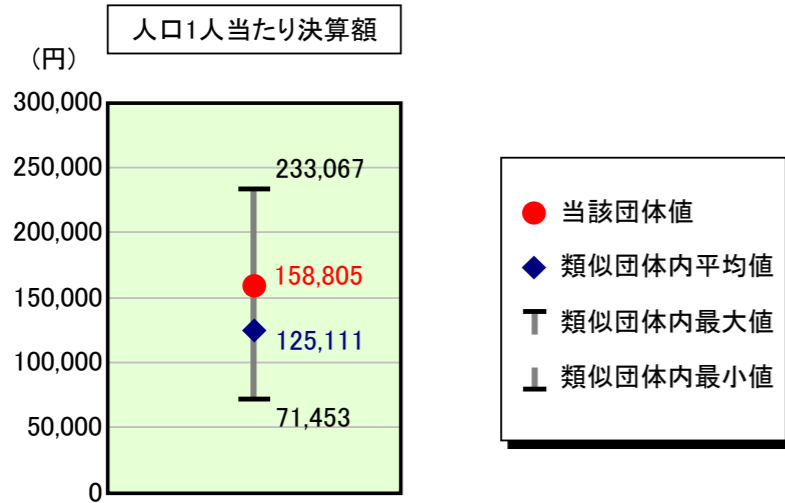 人口1人当たり決算額
（円）
300,000
250,000
200,000
150,000
100,000
50,000
0
233,067
158,805
125,111
71,453
当該団体値
類似団体内平均値
類似団体内最大値
類似団体内最小値